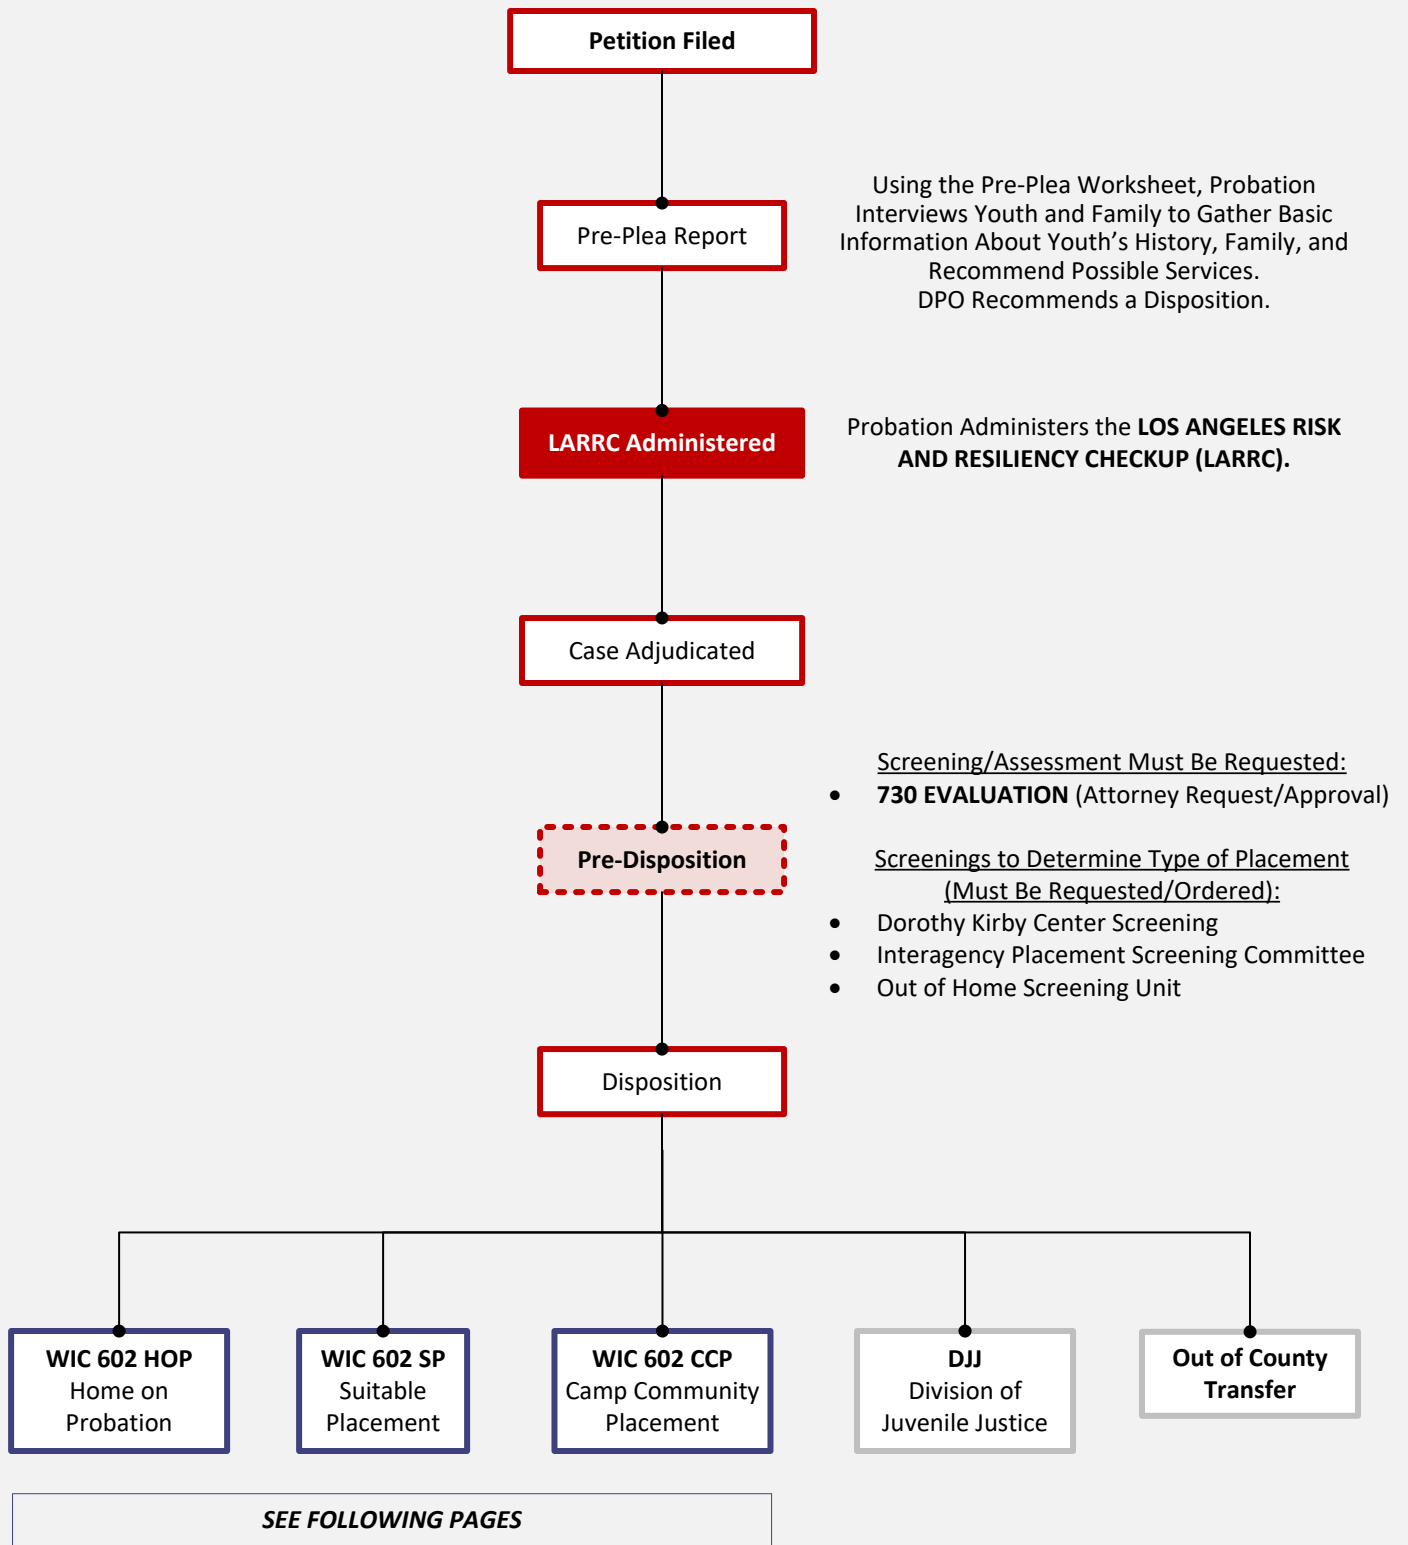 Petition Filed
Pre-Plea Report
Using the Pre-Plea Worksheet, Probation
Interviews Youth and Family to Gather Basic
Information About Youth's History, Family, and
Recommend Possible Services.
DPO Recommends a Disposition.
LARRC Administered
Probation Administers the LOS ANGELES RISK
AND RESILIENCY CHECKUP (LARRC).
Case Adjudicated
Pre-Disposition
Screening/Assessment Must Be Requested:
• 730 EVALUATION (Attorney Request/Approval)
Screenings to Determine Type of Placement
(Must Be Requested/Ordered):
• Dorothy Kirby Center Screening
• Interagency Placement Screening Committee
• Out of Home Screening Unit
Disposition
WIC 602 HOP
Home on
Probation
WIC 602 SP
Suitable
Placement
WIC 602 CCP
Camp Community
Placement
DJJ
Division of
Juvenile Justice
Out of County
Transfer
SEE FOLLOWING PAGES